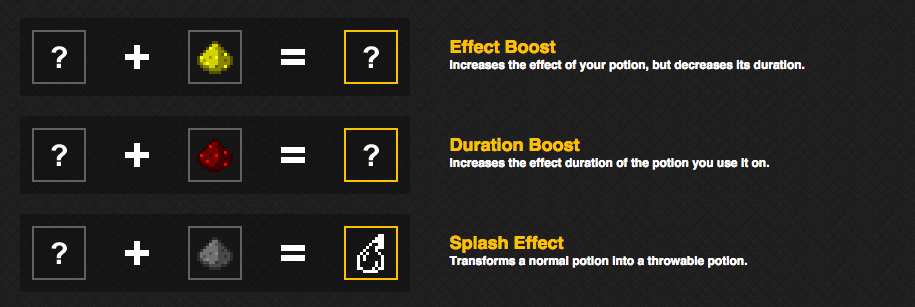 ? + = ?
Effect Boost
Increases the effect of your potion, but decreases its duration.
? + = ?
Duration Boost
Increases the effect duration of the potion you use it on.
? + =
Splash Effect
Transforms a normal potion into a throwable potion.